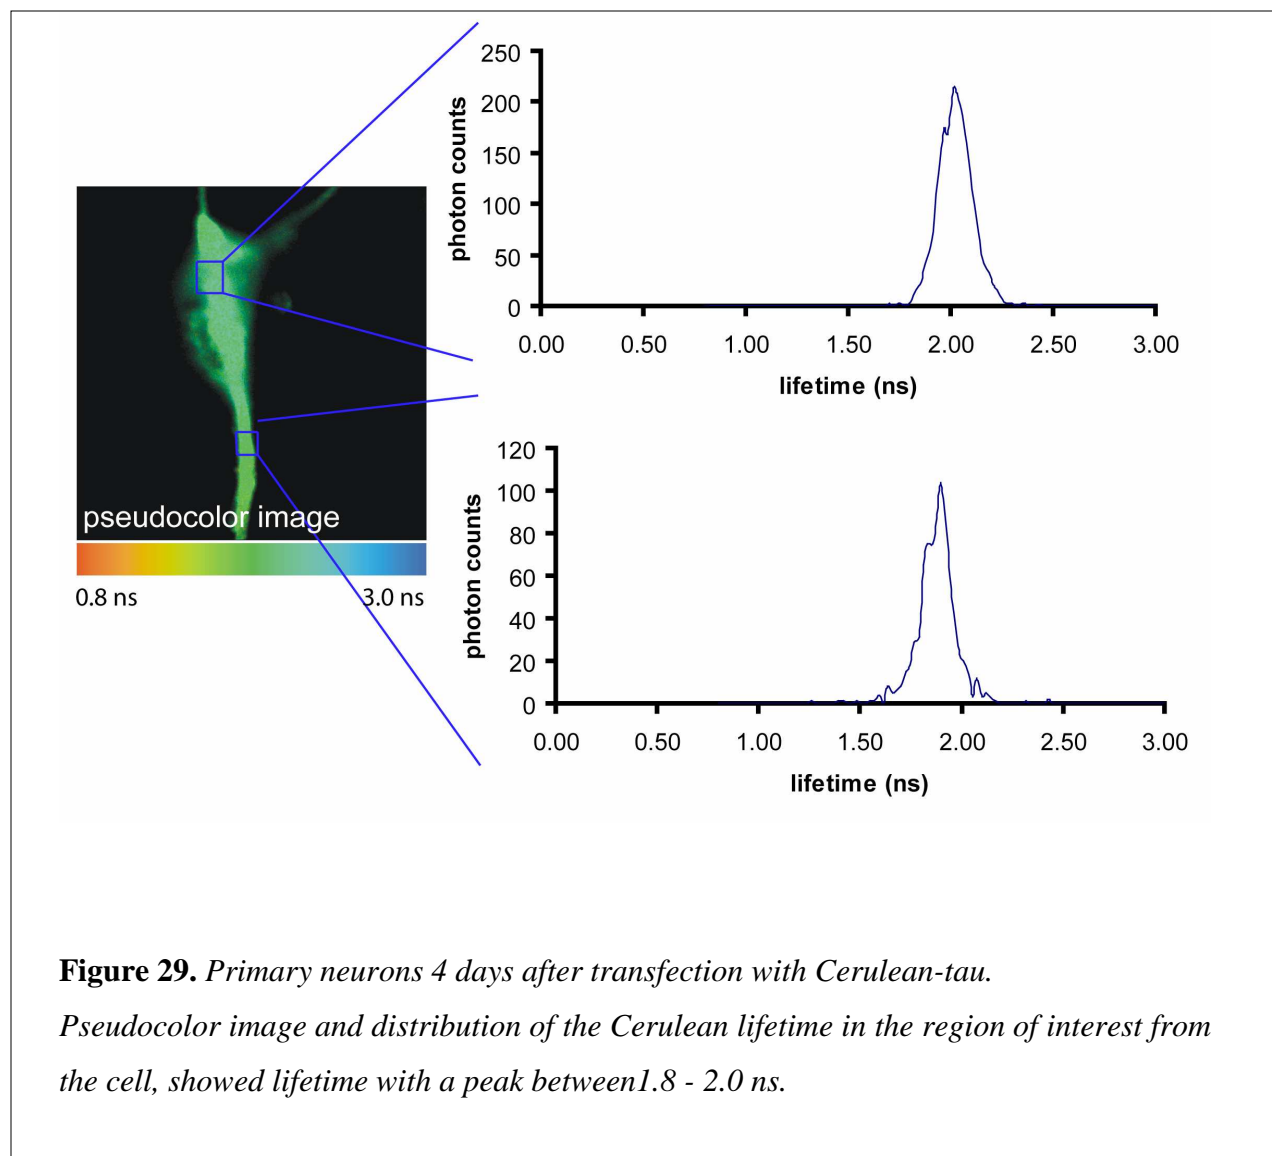 250
200
150
100
50
0
photon counts
0.00 0.50 1.00 1.50 2.00 2.50 3.00
lifetime (ns)
pseudocolor image
0.8 ns 3.0 ns
120
100
80
60
40
20
0
photon counts
0.00 0.50 1.00 1.50 2.00 2.50 3.00
lifetime (ns)
Figure 29. Primary neurons 4 days after transfection with Cerulean-tau.
Pseudocolor image and distribution of the Cerulean lifetime in the region of interest from
the cell, showed lifetime with a peak between1.8 - 2.0 ns.